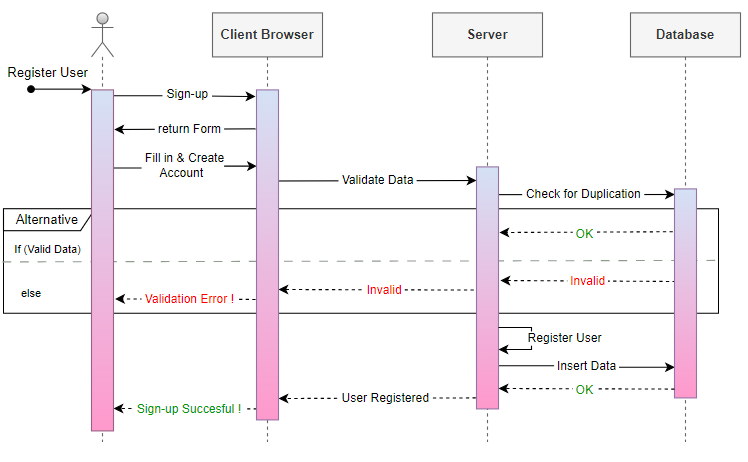 Client Browser
Server
Database
Register User
Sign-up
return Form
Fill in & Create
Account
Validate Data
Check for Duplication
Alternative
OK
If (Valid Data)
Invalid
Invalid
else
Validation Error !
Register User
Insert Data
OK
User Registered
Sign-up Succesful !